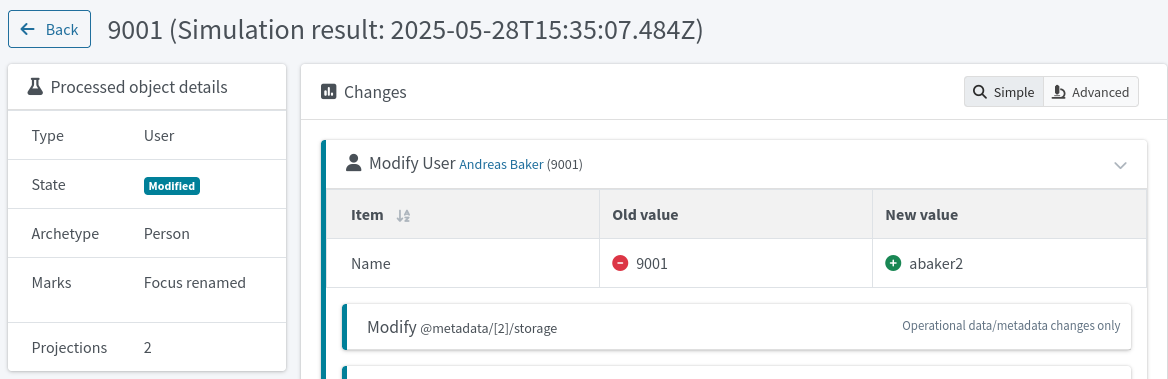 Back
9001 (Simulation result: 2025-05-28T15:35:07.484Z)
Processed object details
Type User
State Modified
Archetype Person
Marks Focus renamed
Projections 2
Changes
Simple Advanced
Modify User Andreas Baker (9001)
Item Old value New value
Name 9001 abaker2
Modify @metadata/[2]/storage Operational data/metadata changes only